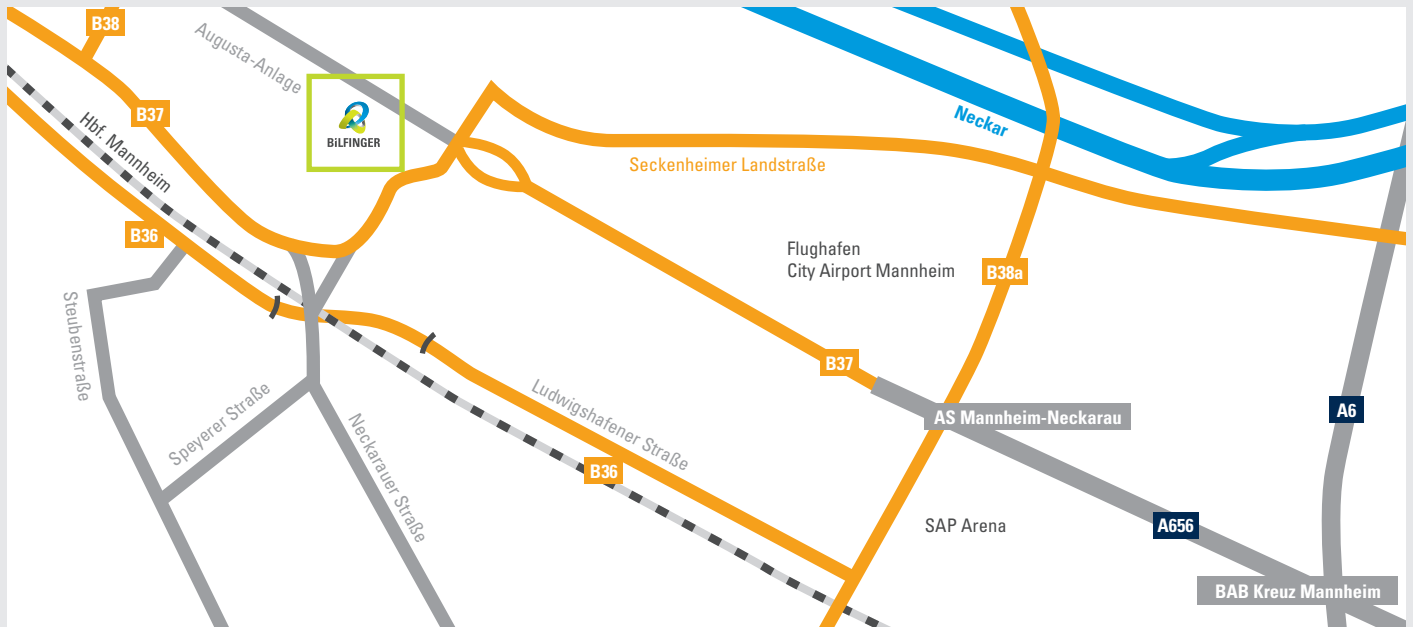 B38
Augusta-Anlage
B37
Hbf. Mannheim
BiLFINGER
Neckar
Seckenheimer Landstraße
B36
Flughafen
City Airport Mannheim
B38a
Steubenstraße
B37
Speyerer Straße
Ludwigshafener Straße
Neckarauer Straße
AS Mannheim-Neckarau
A6
B36
SAP Arena
A656
BAB Kreuz Mannheim